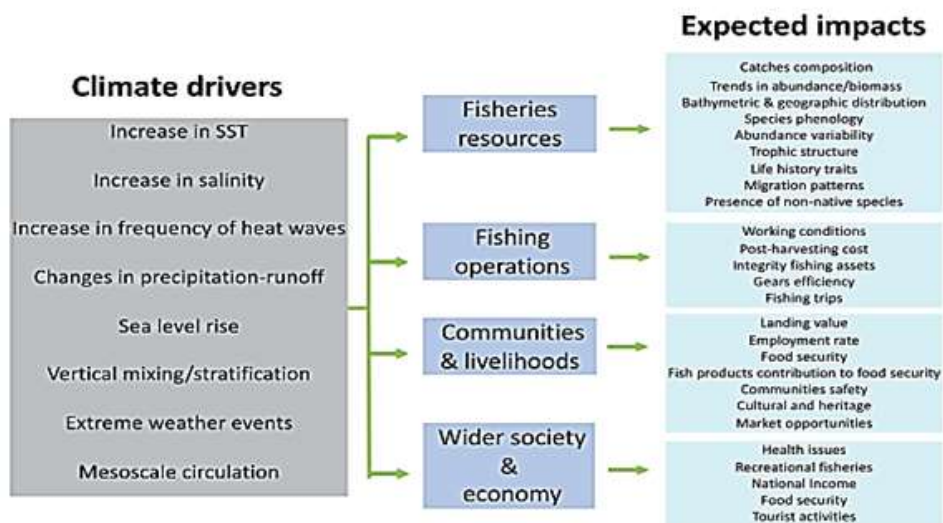 Climate drivers
Increase in SST
Increase in salinity
Increase in frequency of heat waves
Changes in precipitation-runoff
Sea level rise
Vertical mixing/stratification
Extreme weather events
Mesoscale circulation
Fisheries
resources
Fishing
operations
Communities
& livelihoods
Wider society
&
economy
Expected impacts
Catches composition
Trends in abundance/biomass
Bathymetric & geographic distribution
Species phenology
Abundance variability
Trophic structure
Life history traits
Migration patterns
Presence of non-native species
Working conditions
Post-harvesting cost
Integrity fishing assets
Gears efficiency
Fishing trips
Landing value
Employment rate
Food security
Fish products contribution to food security
Communities safety
Cultural and heritage
Market opportunities
Health issues
Recreational fisheries
National Income
Food security
Tourist activities